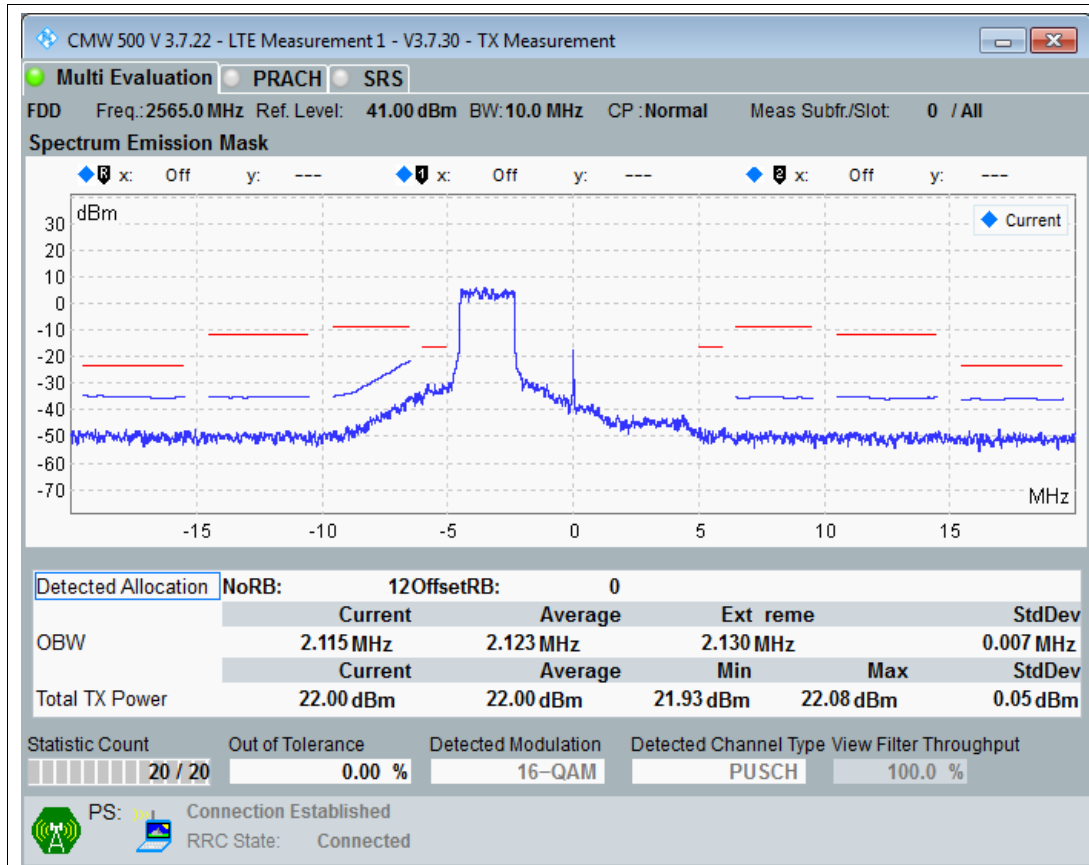 CMW 500 V 3.7.22 - LTE Measurement 1 - V3.7.30 - TX Measurement
Multi Evaluation PRACH SRS
FDD Freq.: 2565.0 MHz Ref. Level: 41.00 dBm BW: 10.0 MHz CP : Normal Meas Subfr./Slot: 0 / All
Spectrum Emission Mask
R x: Off y: --- 1 x: Off y: --- 2 x: Off y: ---
dBm
Current
30
20
10
0
-10
-20
-30
-40
-50
-60
-70
MHz
-15 -10 -5 0 5 10 15
Detected Allocation NoRB: 12 OffsetRB: 0
Current Average Ext reme StdDev
OBW 2.115 MHz 2.123 MHz 2.130 MHz 0.007 MHz
Current Average Min Max StdDev
Total TX Power 22.00 dBm 22.00 dBm 21.93 dBm 22.08 dBm 0.05 dBm
Statistic Count Out of Tolerance Detected Modulation Detected Channel Type View Filter Throughput
20 / 20 0.00 % 16-QAM PUSCH 100.0 %
PS: Connection Established
RRC State: Connected